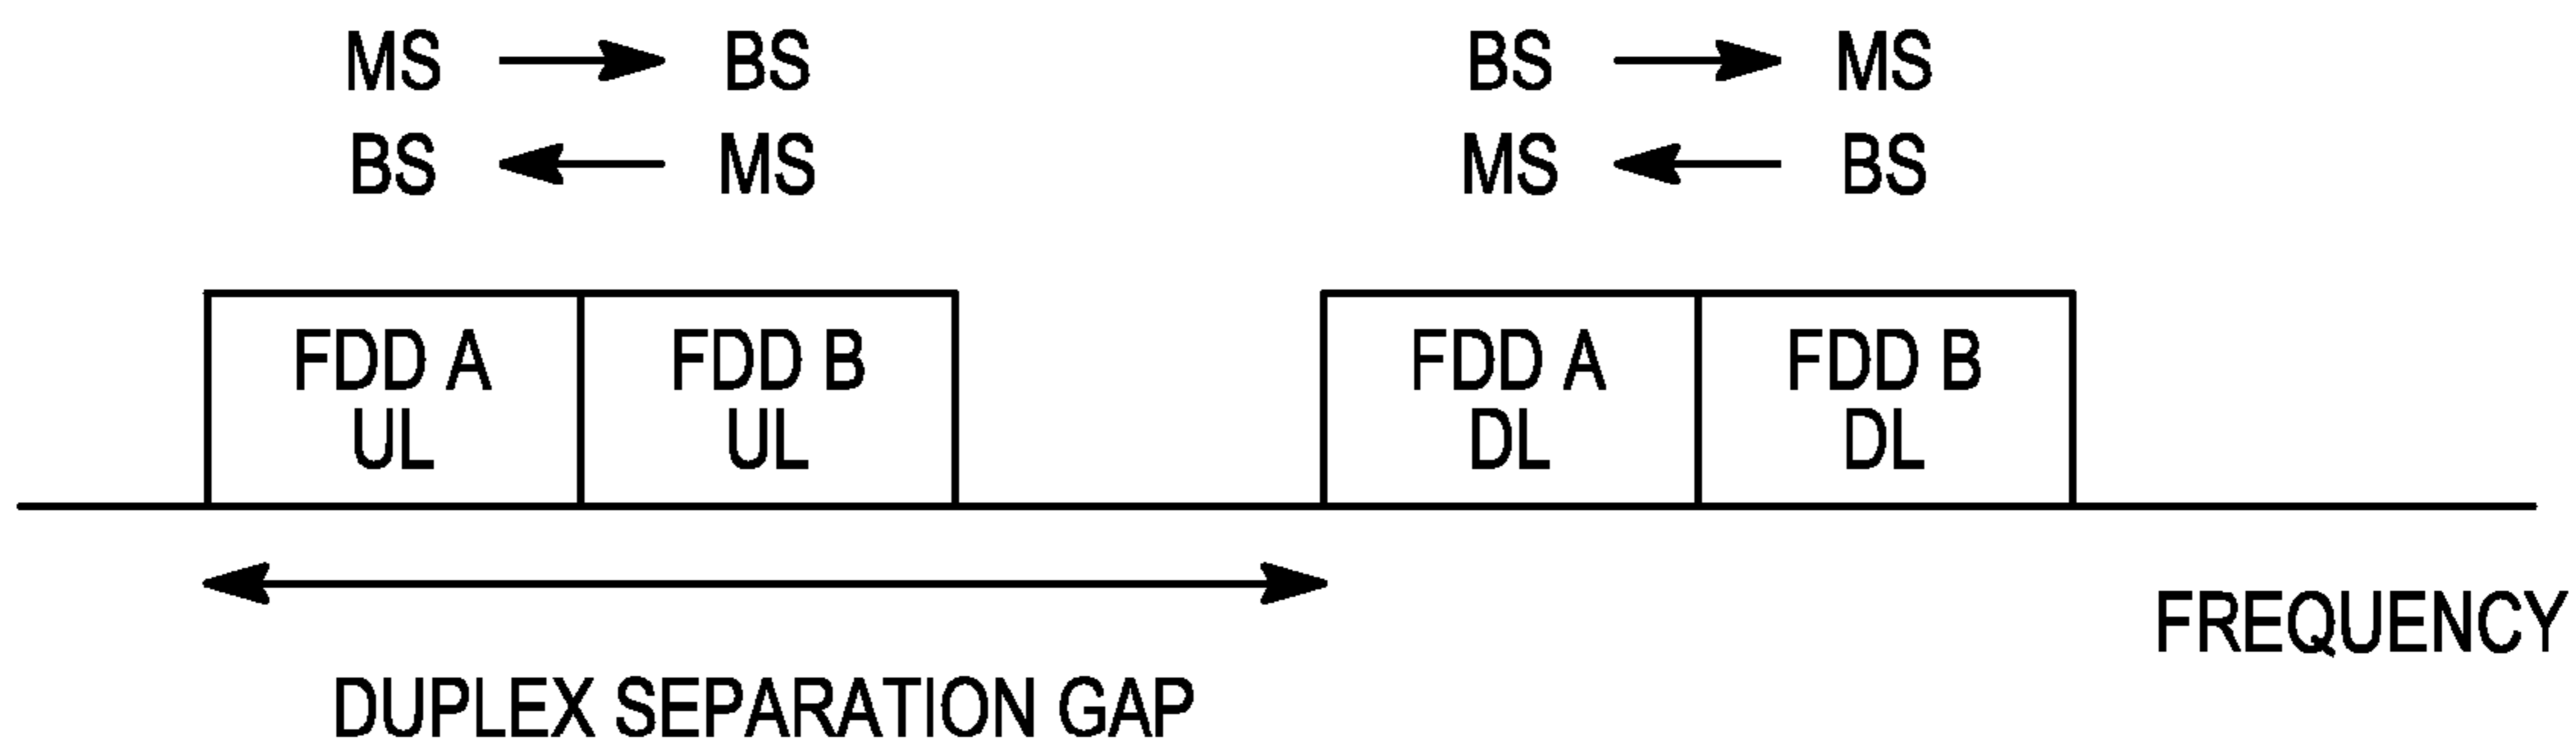 MS BS BS MS
BS MS MS BS
FDD A FDD B FDD A FDD B
UL UL DL DL
FREQUENCY
DUPLEX SEPARATION GAP